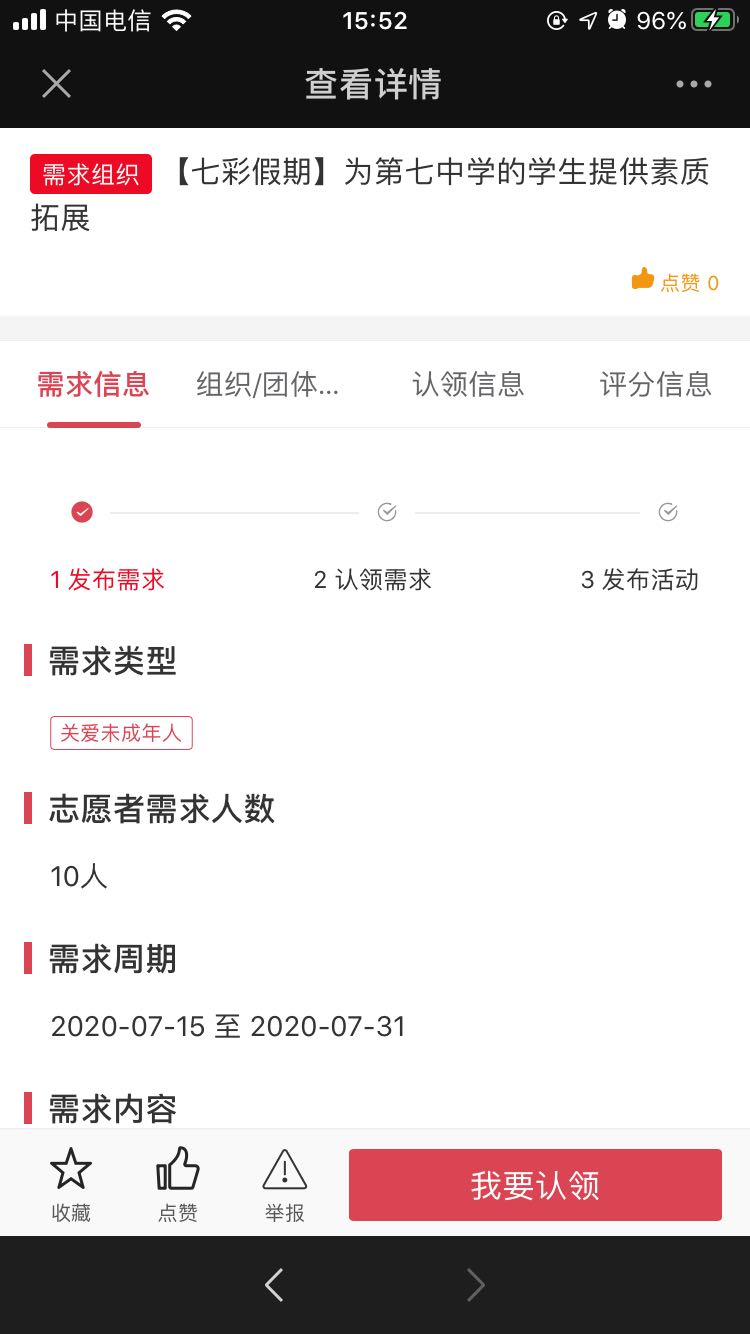 中国电信 15:52 96%
查看详情
需求组织 【七彩假期】为第七中学的学生提供素质
拓展
点赞 0
需求信息 组织/团体... 认领信息 评分信息
1 发布需求 2 认领需求 3 发布活动
需求类型
关爱未成年人
志愿者需求人数
10人
需求周期
2020-07-15 至 2020-07-31
需求内容
收藏 点赞 举报 我要认领